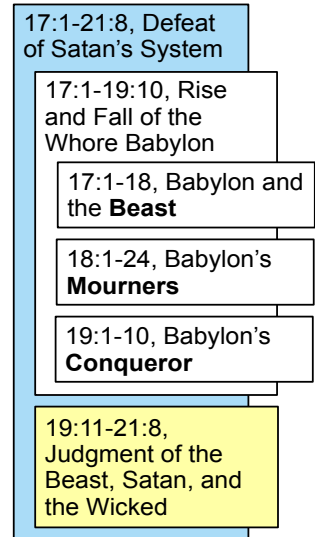 17:1-21:8, Defeat
of Satan’s System
17:1-19:10, Rise
and Fall of the
Whore Babylon
17:1-18, Babylon and
the Beast
18:1-24, Babylon’s
Mourners
19:1-10, Babylon’s
Conqueror
19:11-21:8,
Judgment of the
Beast, Satan, and
the Wicked